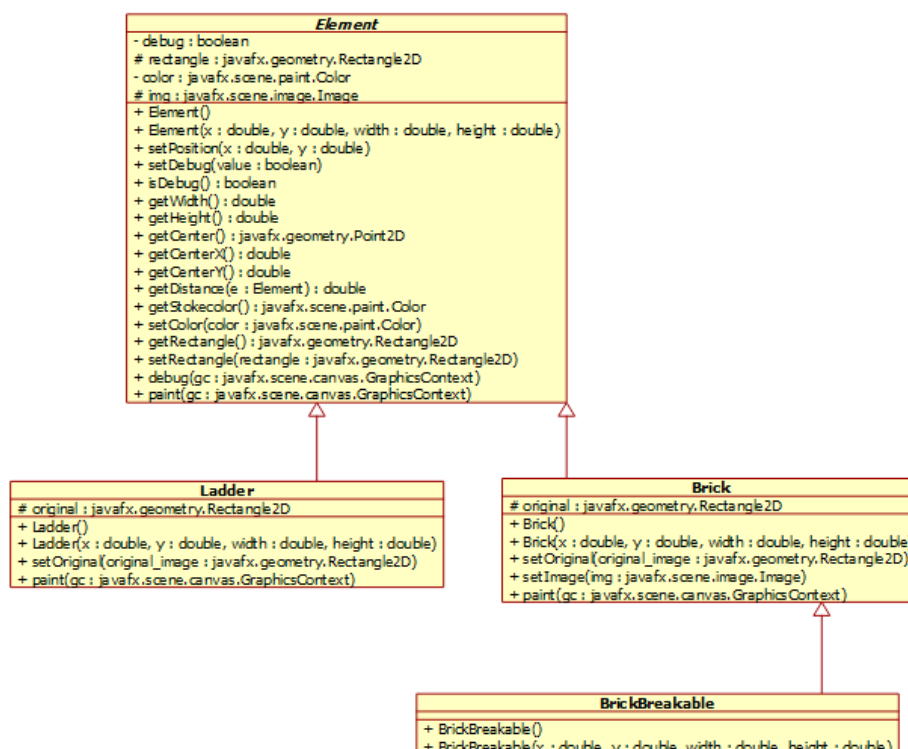 Element
- debug : boolean
# rectangle : javafx.geometry.Rectangle2D
- color : javafx.scene.paint.Color
# img : javafx.scene.image.Image
+ Element()
+ Element(x : double, y : double, width : double, height : double)
+ setPosition(x : double, y : double)
+ setDebug(value : boolean)
+ isDebug() : boolean
+ getWidth() : double
+ getHeight() : double
+ getCenter() : javafx.geometry.Point2D
+ getCenterX() : double
+ getCenterY() : double
+ getDistance(e : Element) : double
+ getStokecolor() : javafx.scene.paint.Color
+ setColor(color : javafx.scene.paint.Color)
+ getRectangle() : javafx.geometry.Rectangle2D
+ setRectangle(rectangle : javafx.geometry.Rectangle2D)
+ debug(gc : javafx.scene.canvas.GraphicsContext)
+ paint(gc : javafx.scene.canvas.GraphicsContext)
Ladder
# original : javafx.geometry.Rectangle2D
+ Ladder()
+ Ladder(x : double, y : double, width : double, height : double)
+ setOriginal(original_image : javafx.geometry.Rectangle2D)
+ paint(gc : javafx.scene.canvas.GraphicsContext)
Brick
# original : javafx.geometry.Rectangle2D
+ Brick()
+ Brick(x : double, y : double, width : double, height : double
+ setOriginal(original_image : javafx.geometry.Rectangle2D)
+ setImage(img : javafx.scene.image.Image)
+ paint(gc : javafx.scene.canvas.GraphicsContext)
BrickBreakable
+ BrickBreakable()
+ BrickBreakable(x : double, y : double, width : double, height : double)